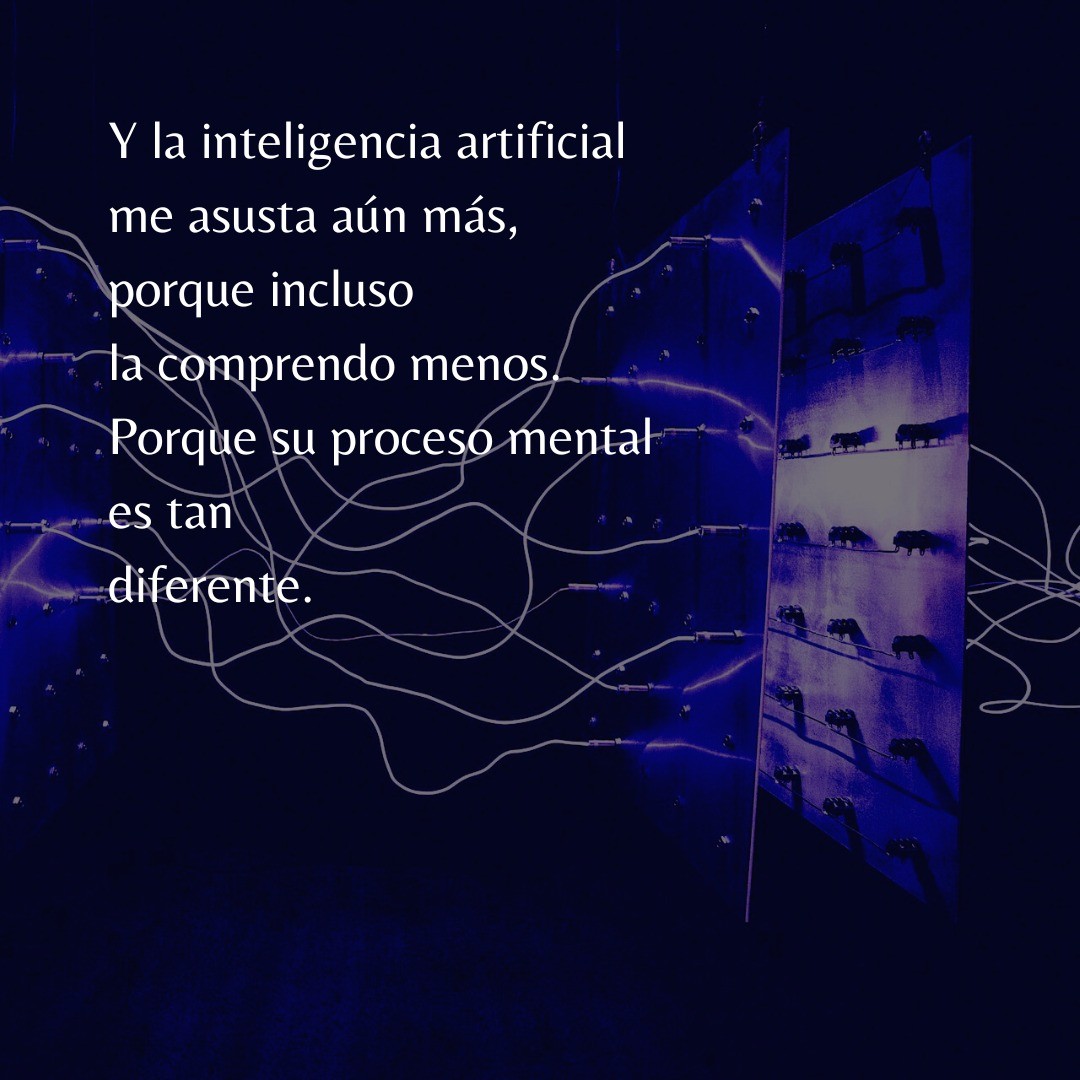 Y la inteligencia artificial
me asusta aún más,
porque incluso
la comprendo menos.
Porque su proceso mental
es tan
diferente.